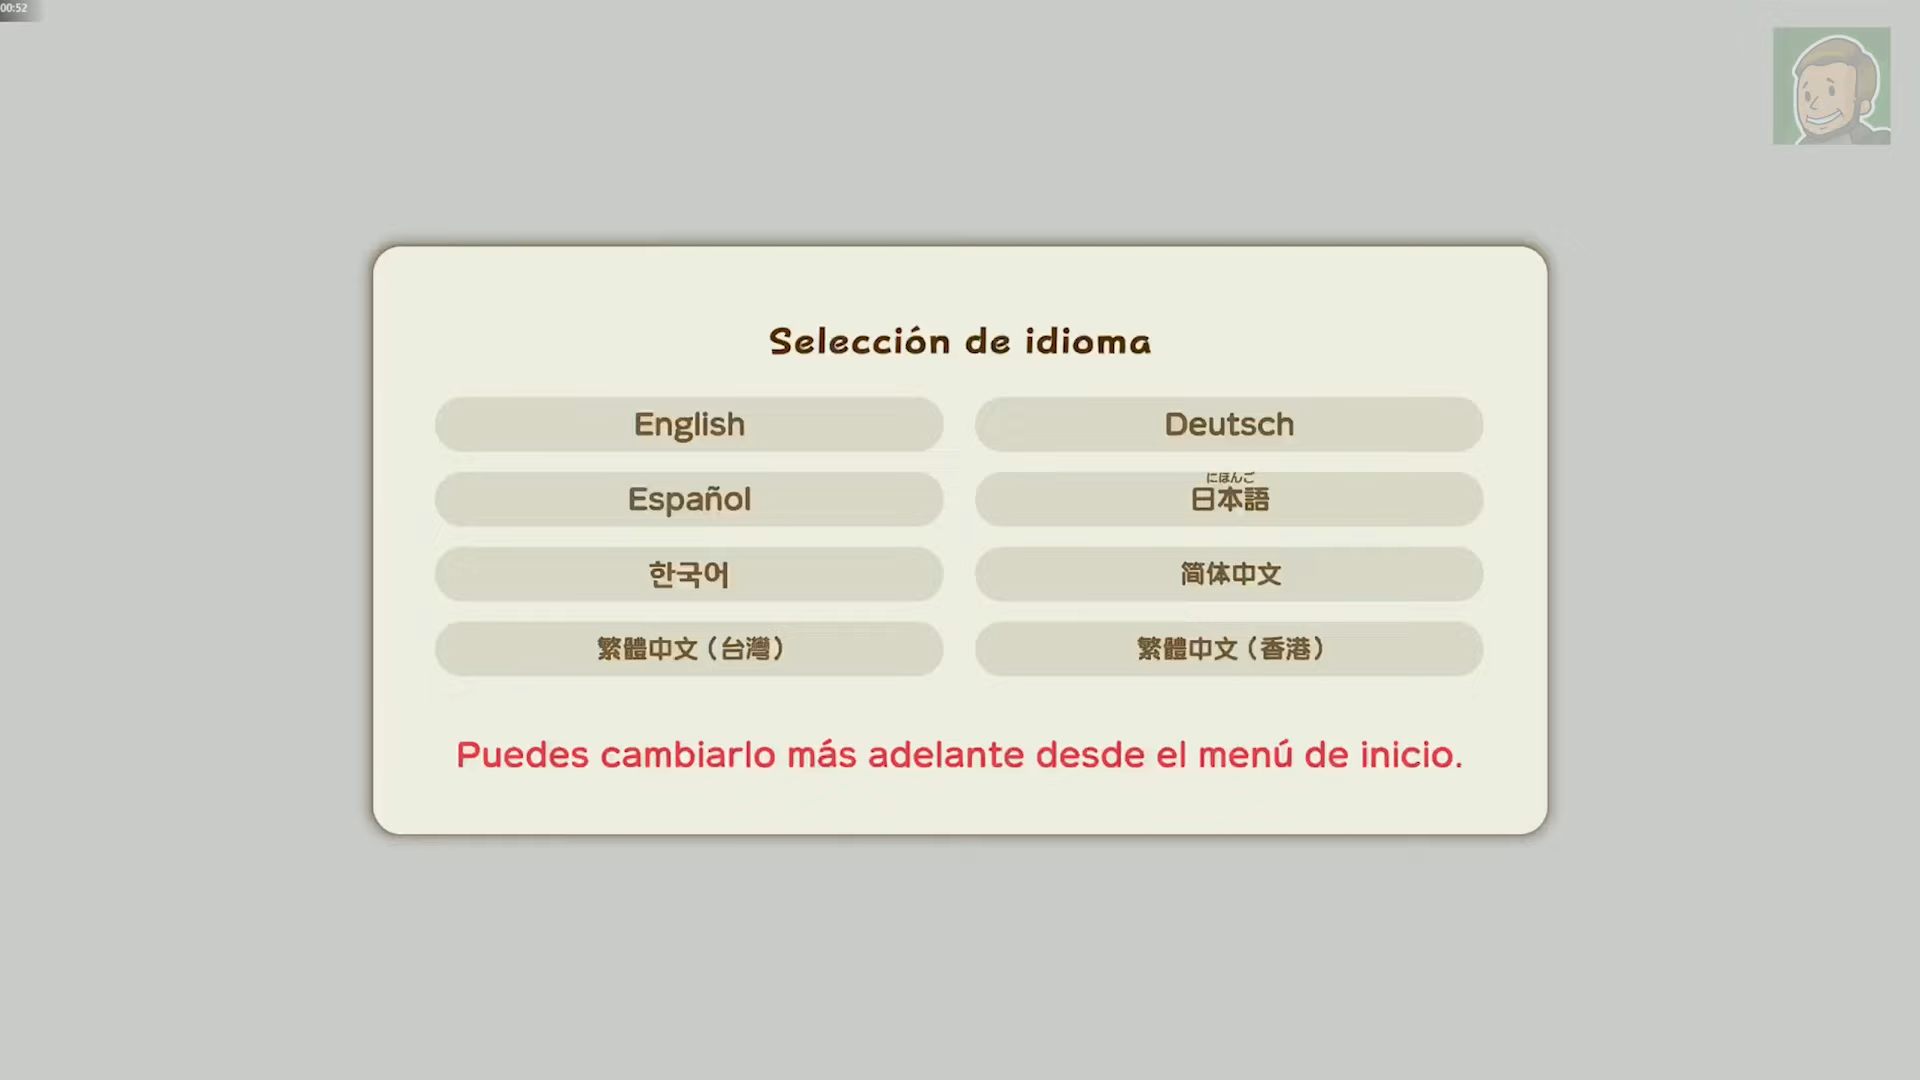 00:52
Selección de idioma
English
Deutsch
Español
にほんご
日本語
한국어
简体中文
繁體中文（台灣）
繁體中文（香港）
Puedes cambiarlo más adelante desde el menú de inicio.